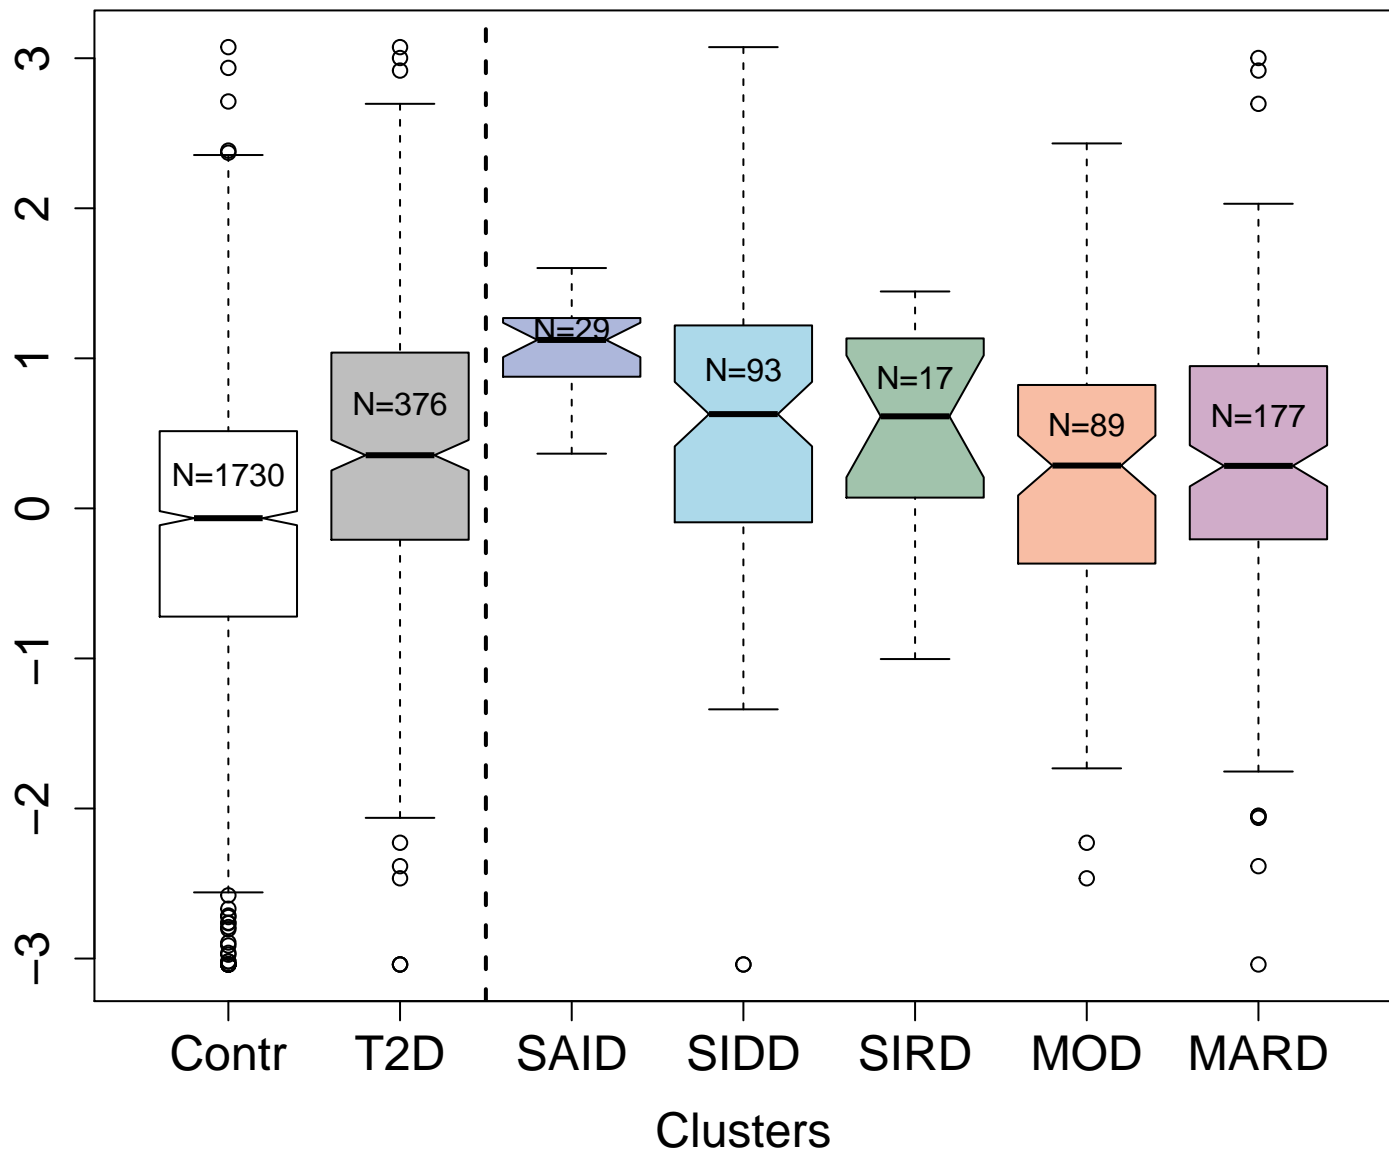 3
2
1
0
−1
−2
−3
N=1730
N=376
N=29
N=93
N=17
N=89
N=177
Contr T2D SAID SIDD SIRD MOD MARD
Clusters